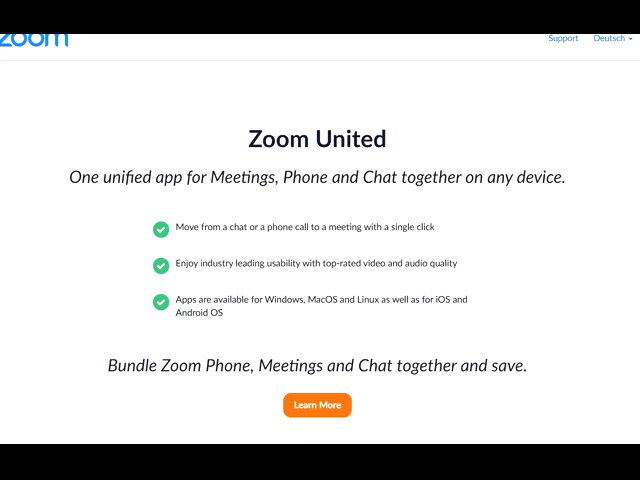 zoom
Support Deutsch
Zoom United
One unified app for Meetings, Phone and Chat together on any device.
Move from a chat or a phone call to a meeting with a single click
Enjoy industry leading usability with top-rated video and audio quality
Apps are available for Windows, MacOS and Linux as well as for iOS and
Android OS
Bundle Zoom Phone, Meetings and Chat together and save.
Learn More